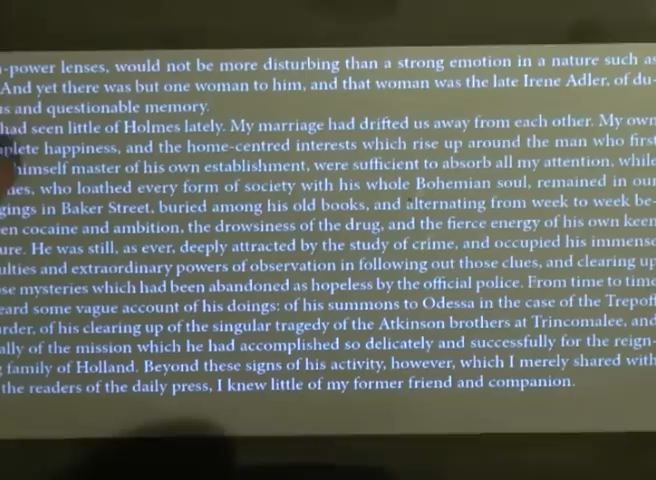 -power lenses, would not be more disturbing than a strong emotion in a nature such as
And yet there was but one woman to him, and that woman was the late Irene Adler, of du-
s and questionable memory.
had seen little of Holmes lately. My marriage had drifted us away from each other. My own
plete happiness, and the home-centred interests which rise up around the man who first
imself master of his own establishment, were sufficient to absorb all my attention, while
es, who loathed every form of society with his whole Bohemian soul, remained in our
gings in Baker Street, buried among his old books, and alternating from week to week be-
en cocaine and ambition, the drowsiness of the drug, and the fierce energy of his own keen
ure. He was still, as ever, deeply attracted by the study of crime, and occupied his immense
ulties and extraordinary powers of observation in following out those clues, and clearing up
se mysteries which had been abandoned as hopeless by the official police. From time to time
eard some vague account of his doings: of his summons to Odessa in the case of the Trepoff
rder, of his clearing up of the singular tragedy of the Atkinson brothers at Trincomalee, and
ally of the mission which he had accomplished so delicately and successfully for the reign-
family of Holland. Beyond these signs of his activity, however, which I merely shared with
the readers of the daily press, I knew little of my former friend and companion.